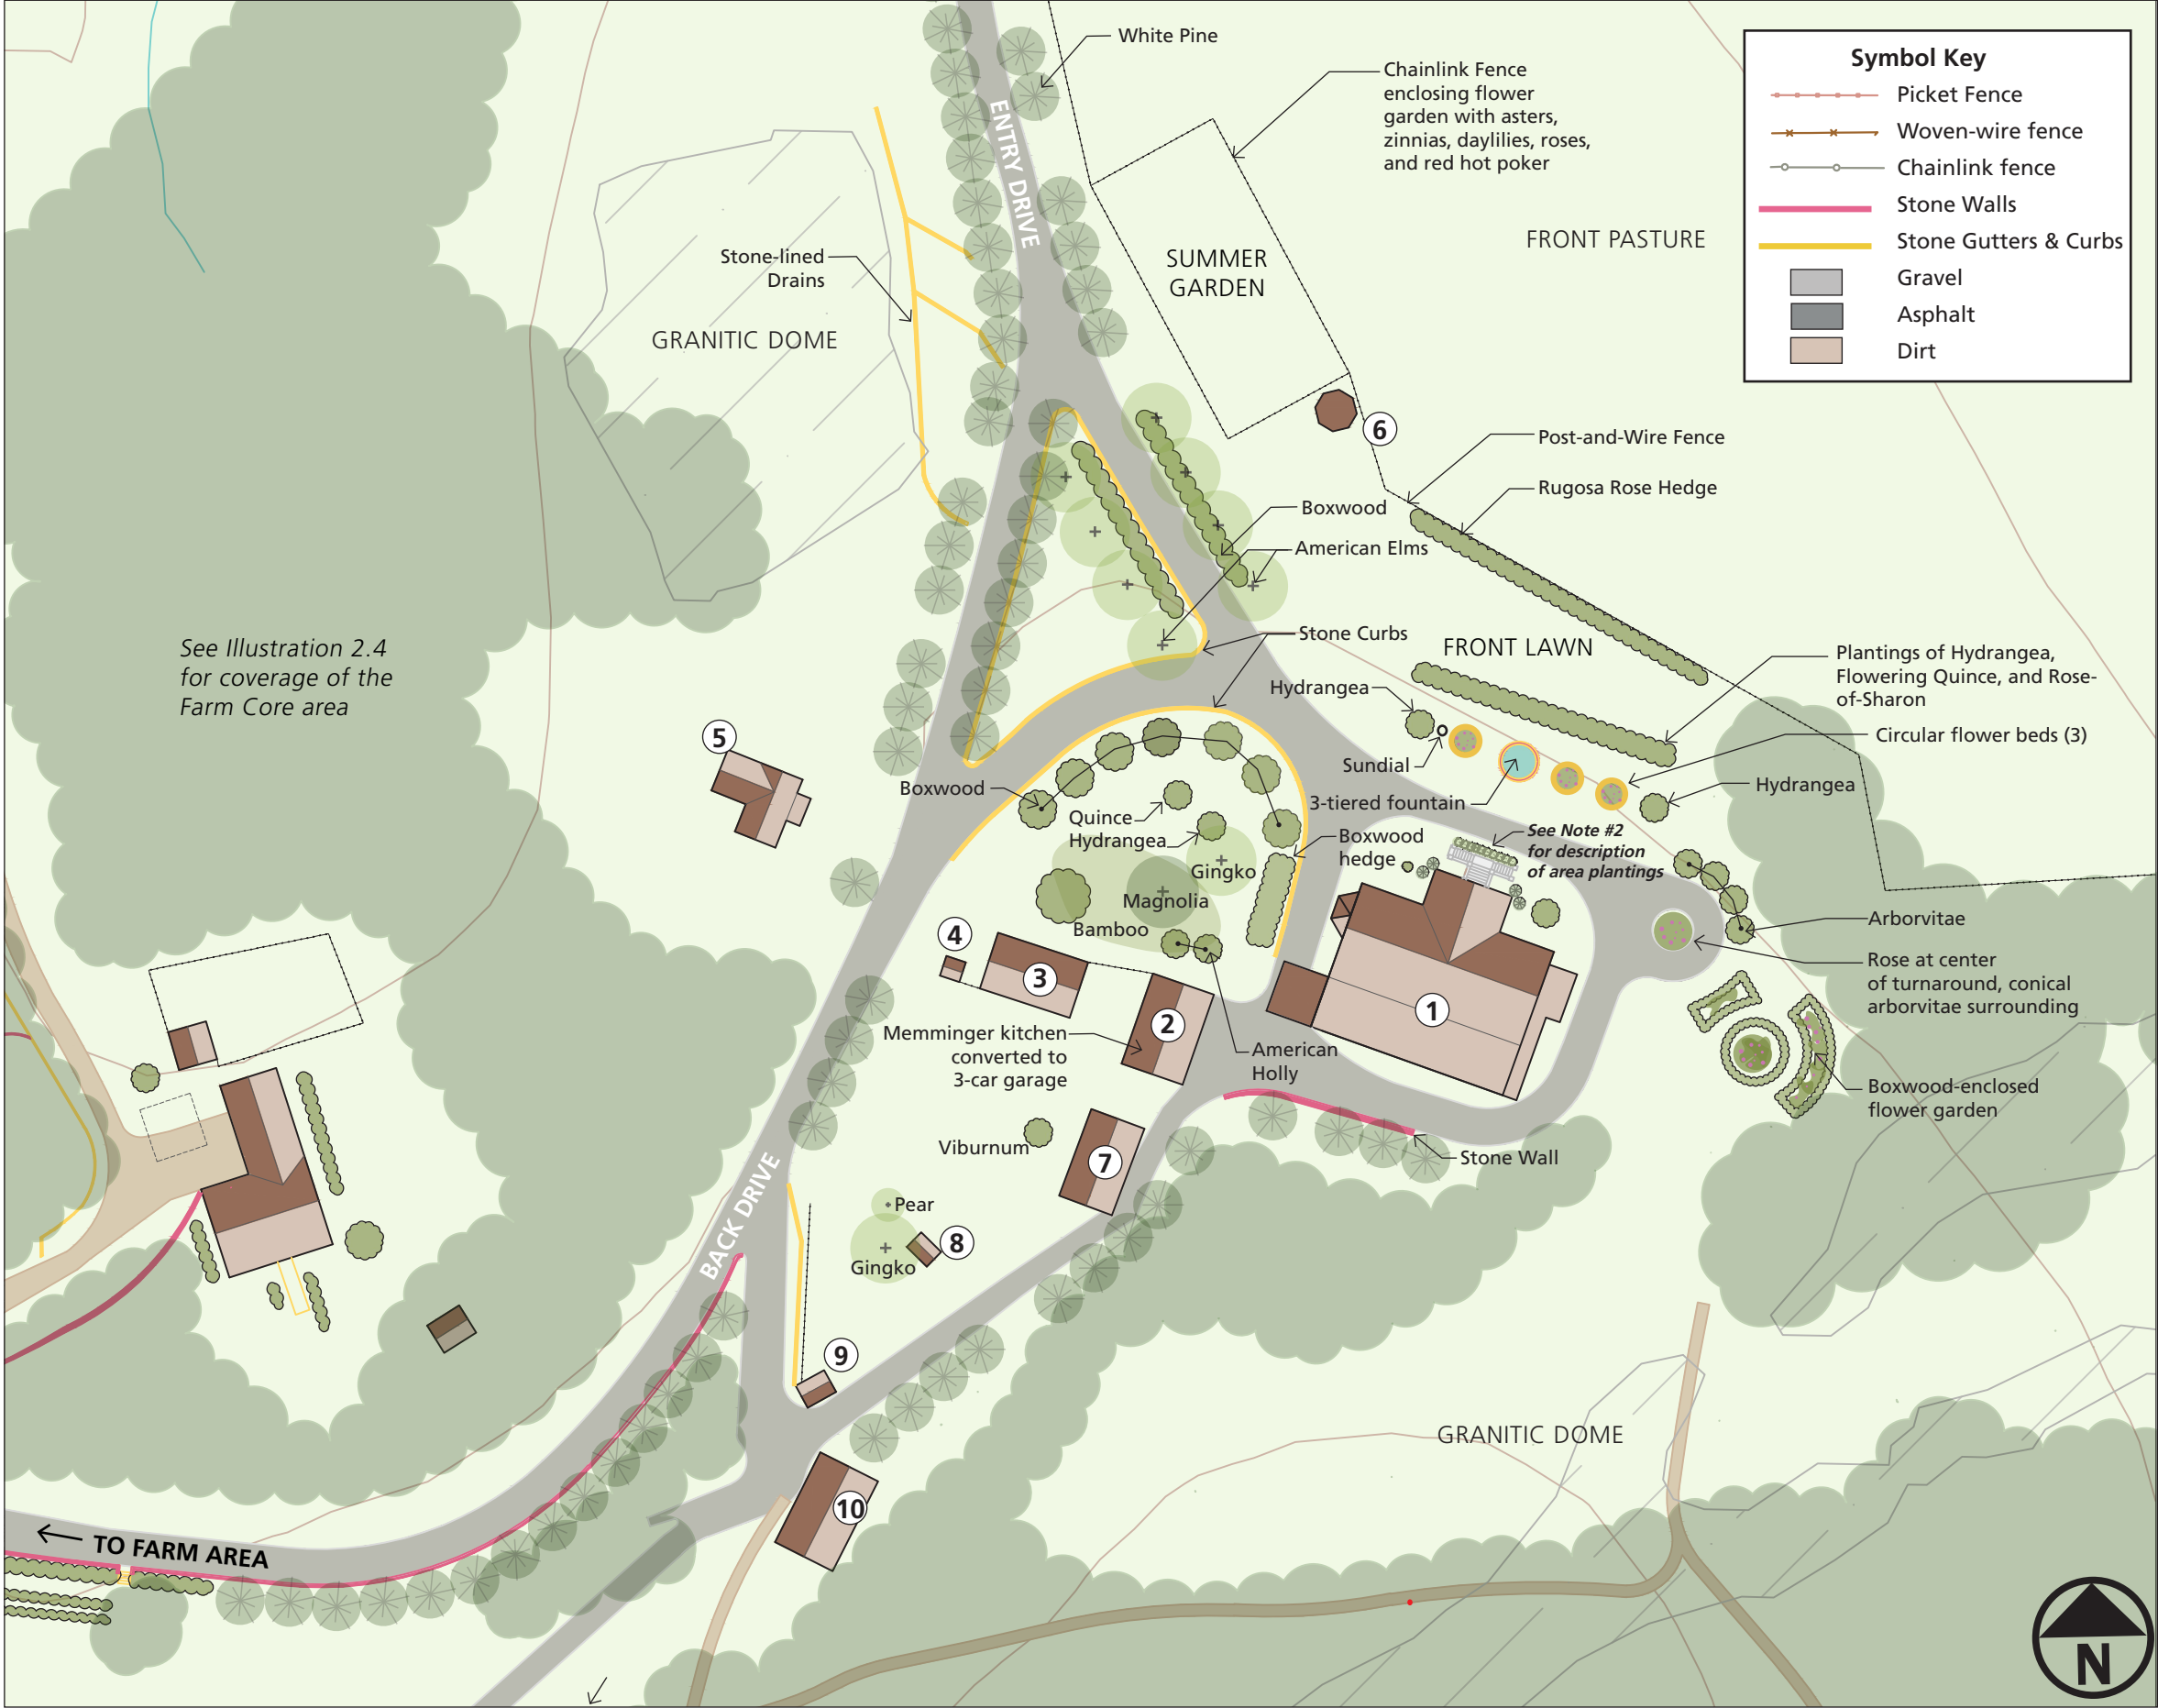 White Pine
Chainlink Fence
enclosing flower
garden with asters,
zinnias, daylilies, roses,
and red hot poker
Symbol Key
Picket Fence
Woven-wire fence
Chainlink fence
Stone Walls
Stone Gutters & Curbs
Gravel
Asphalt
Dirt
ENTRY DRIVE
Stone-lined
Drains
SUMMER
GARDEN
FRONT PASTURE
GRANITIC DOME
6
Post-and-Wire Fence
Rugosa Rose Hedge
Boxwood
American Elms
See Illustration 2.4
for coverage of the
Farm Core area
Stone Curbs
FRONT LAWN
Plantings of Hydrangea,
Flowering Quince, and Rose-
of-Sharon
Hydrangea
Circular flower beds (3)
5
Sundial
Boxwood
3-tiered fountain
Hydrangea
Quince
Hydrangea
Boxwood
hedge
See Note #2
for description
of area plantings
Gingko
Magnolia
Bamboo
Arborvitae
4
3
2
1
Rose at center
of turnaround, conical
arborvitae surrounding
Memminger kitchen
converted to
3-car garage
American
Holly
Boxwood-enclosed
flower garden
Viburnum
7
Stone Wall
BACK DRIVE
Pear
8
Gingko
9
GRANITIC DOME
10
TO FARM AREA
N